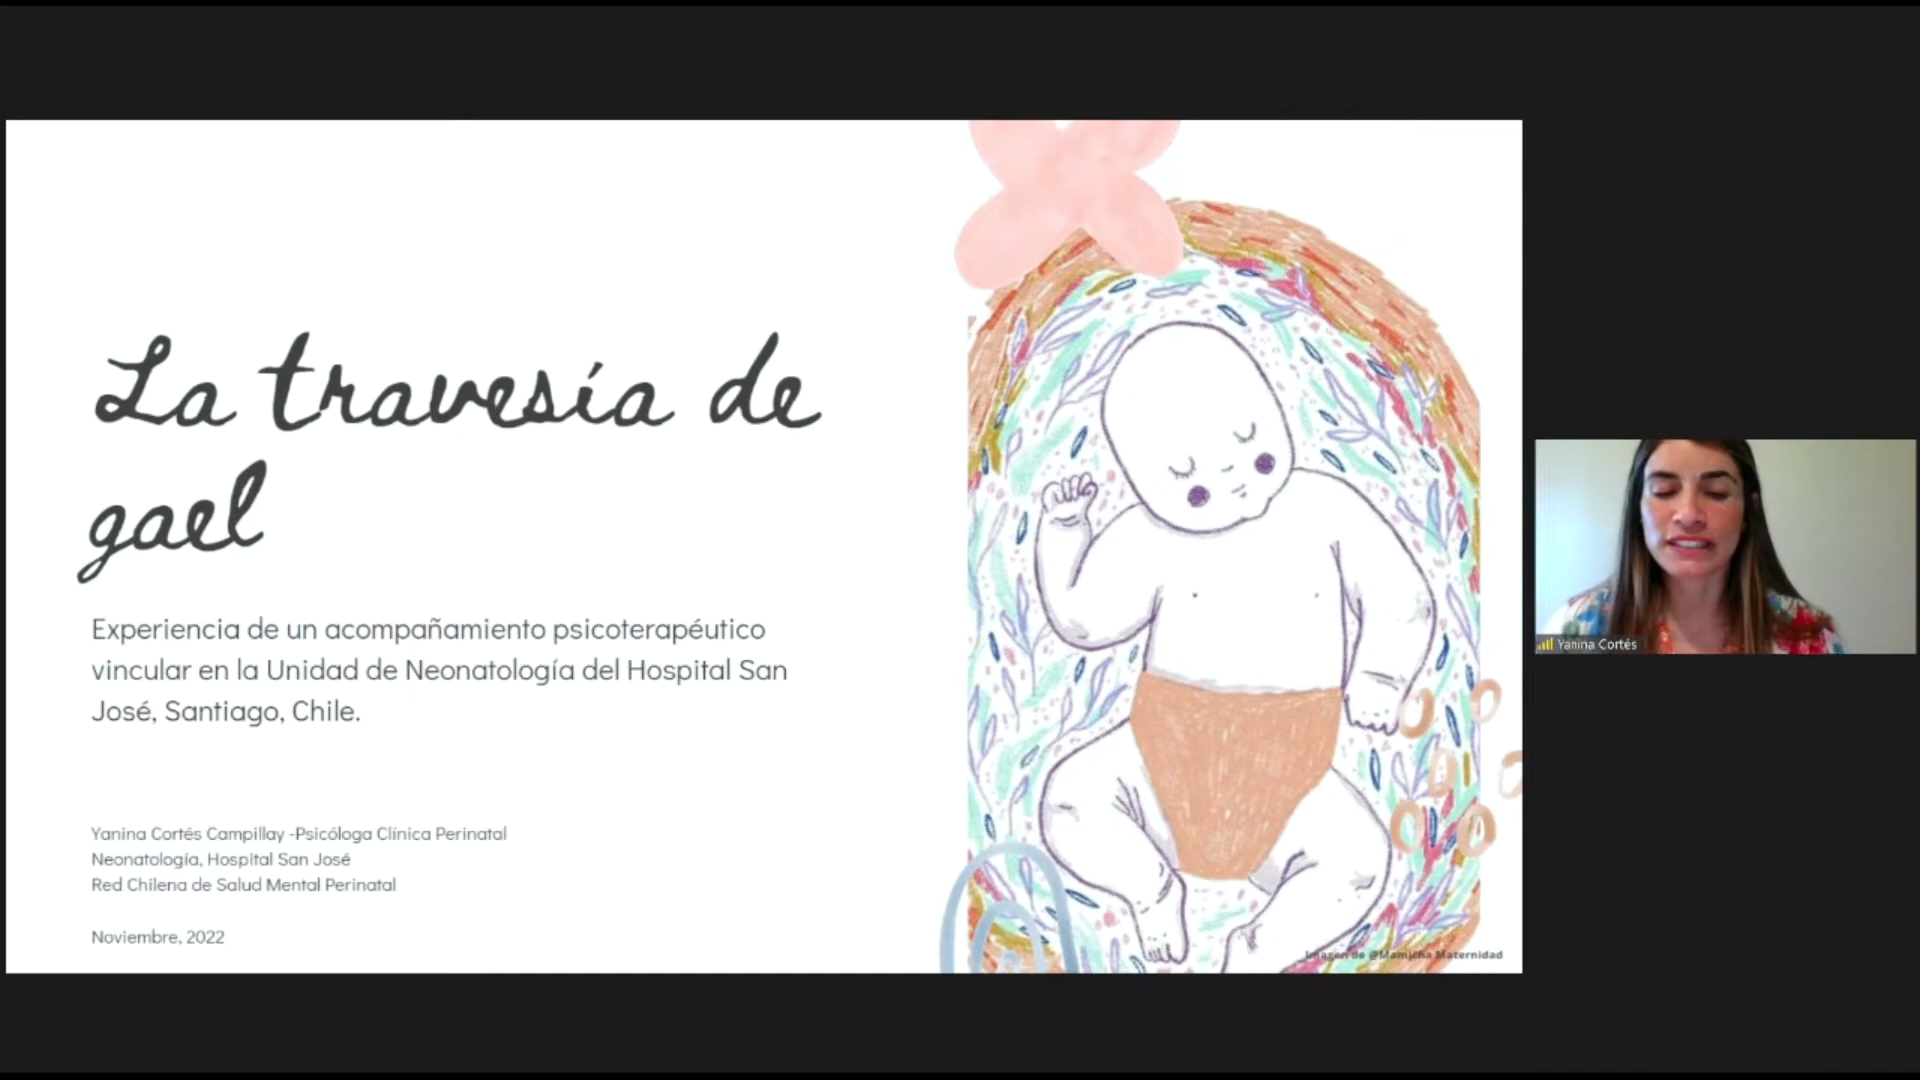 La travesía de
gael
Experiencia de un acompañamiento psicoterapéutico
vincular en la Unidad de Neonatología del Hospital San
José, Santiago, Chile.
Yanina Cortés Campillay -Psicóloga Clínica Perinatal
Neonatología, Hospital San José
Red Chilena de Salud Mental Perinatal
Noviembre, 2022
Imagen de @Mamicha Maternidad
Yanina Cortés